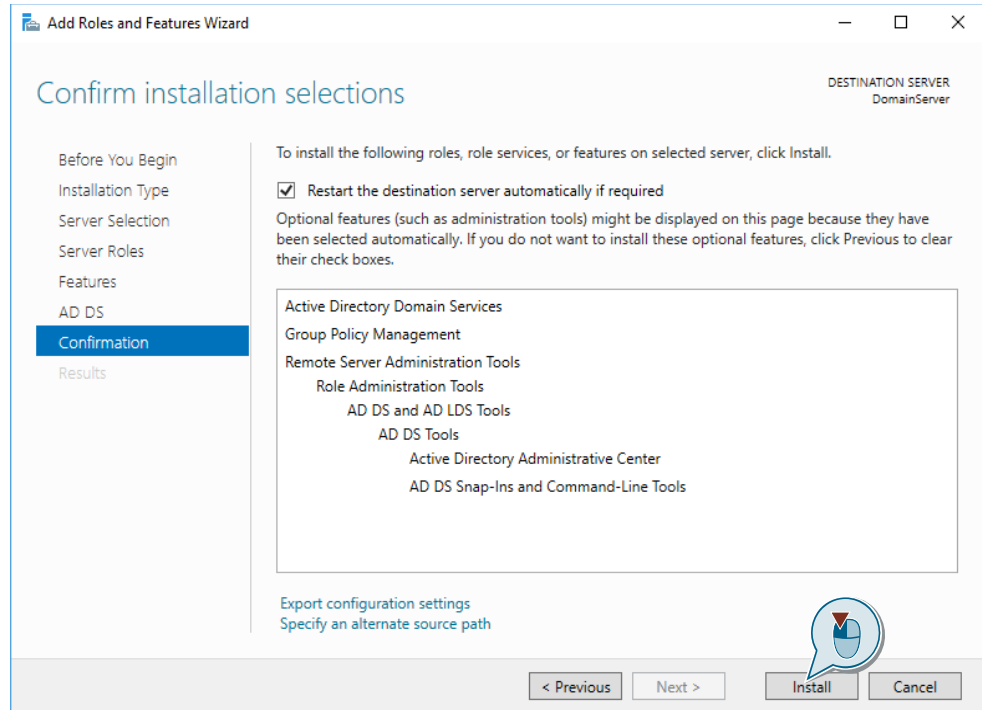 Add Roles and Features Wizard
Confirm installation selections
DESTINATION SERVER
DomainServer
Before You Begin
Installation Type
Server Selection
Server Roles
Features
AD DS
Confirmation
Results
To install the following roles, role services, or features on selected server, click Install.
Restart the destination server automatically if required
Optional features (such as administration tools) might be displayed on this page because they have
been selected automatically. If you do not want to install these optional features, click Previous to clear
their check boxes.
Active Directory Domain Services
Group Policy Management
Remote Server Administration Tools
Role Administration Tools
AD DS and AD LDS Tools
AD DS Tools
Active Directory Administrative Center
AD DS Snap-Ins and Command-Line Tools
Export configuration settings
Specify an alternate source path
< Previous
Next >
Install
Cancel